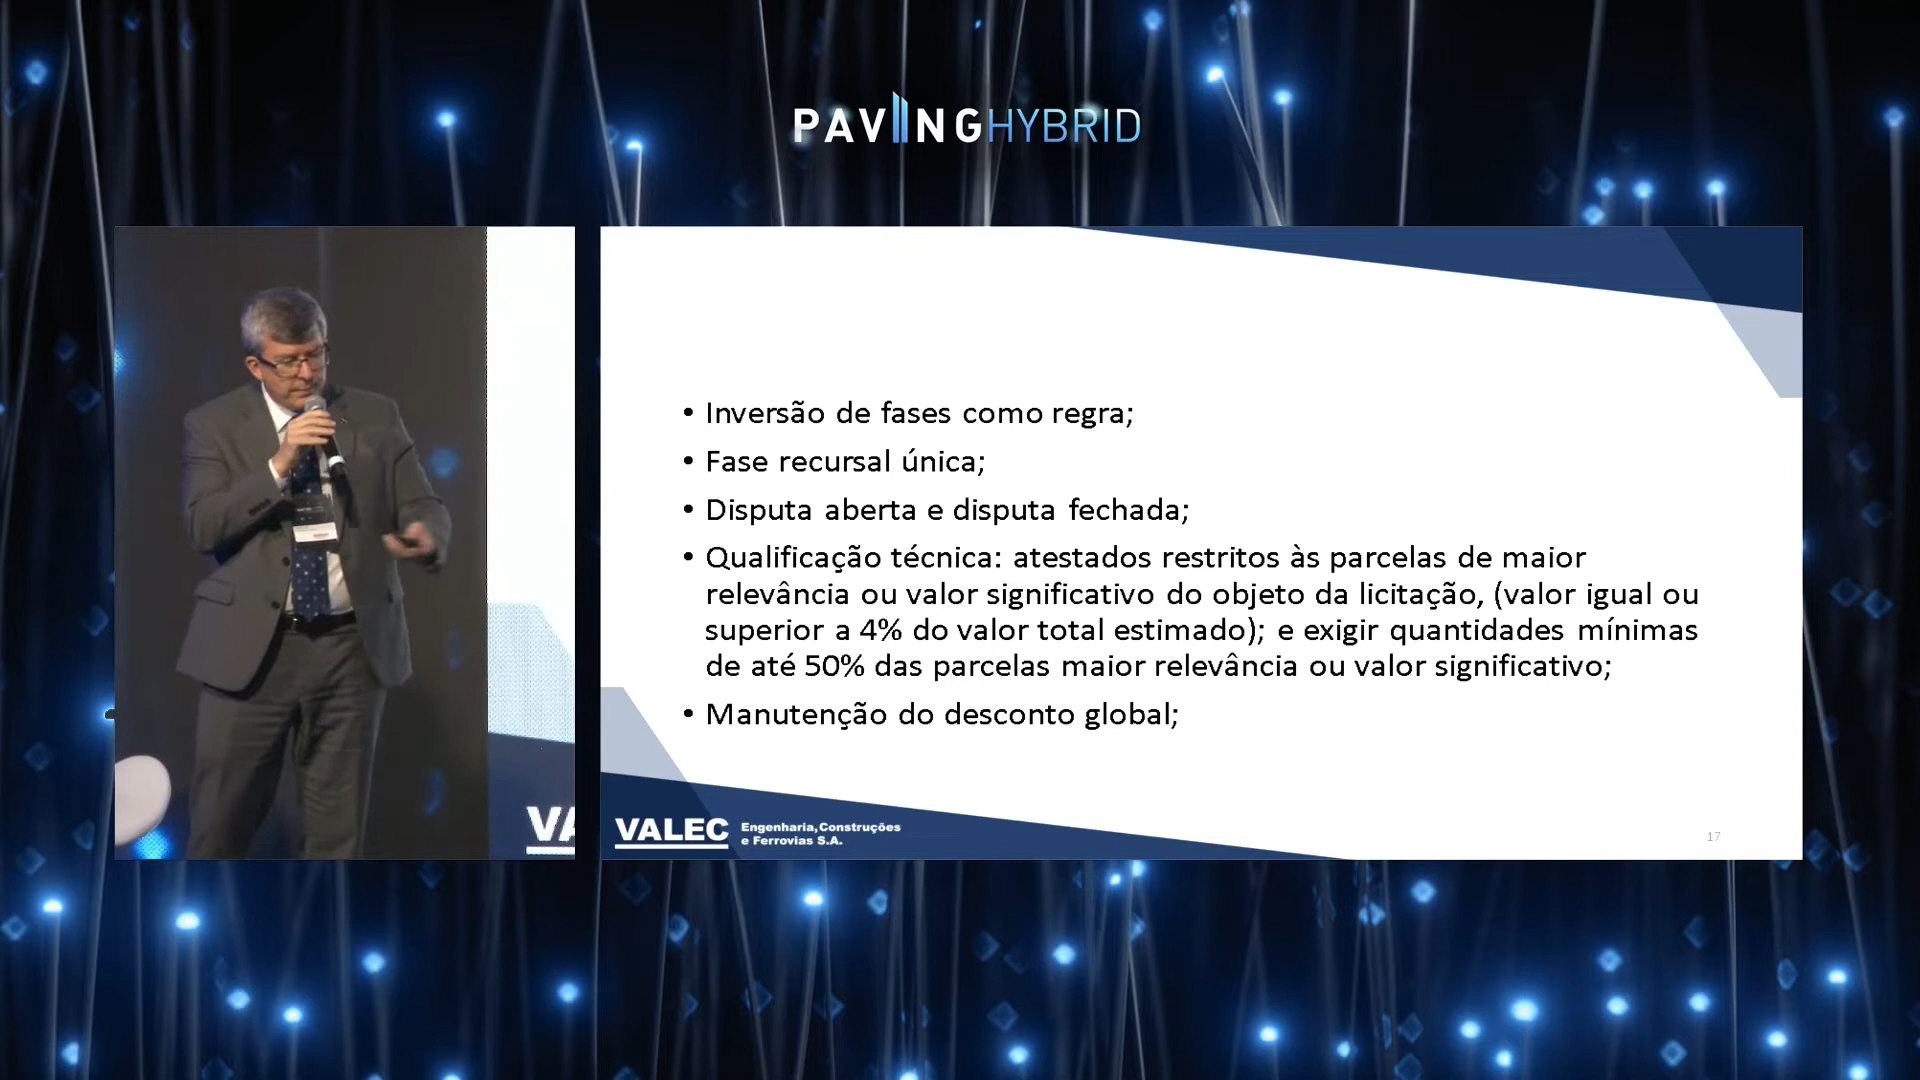 PAVINGHYBRID
• Inversão de fases como regra;
• Fase recursal única;
• Disputa aberta e disputa fechada;
• Qualificação técnica: atestados restritos às parcelas de maior
relevância ou valor significativo do objeto da licitação, (valor igual ou
superior a 4% do valor total estimado); e exigir quantidades mínimas
de até 50% das parcelas maior relevância ou valor significativo;
• Manutenção do desconto global;
VA
VALEC Engenharia, Construções
e Ferrovias S.A.
17